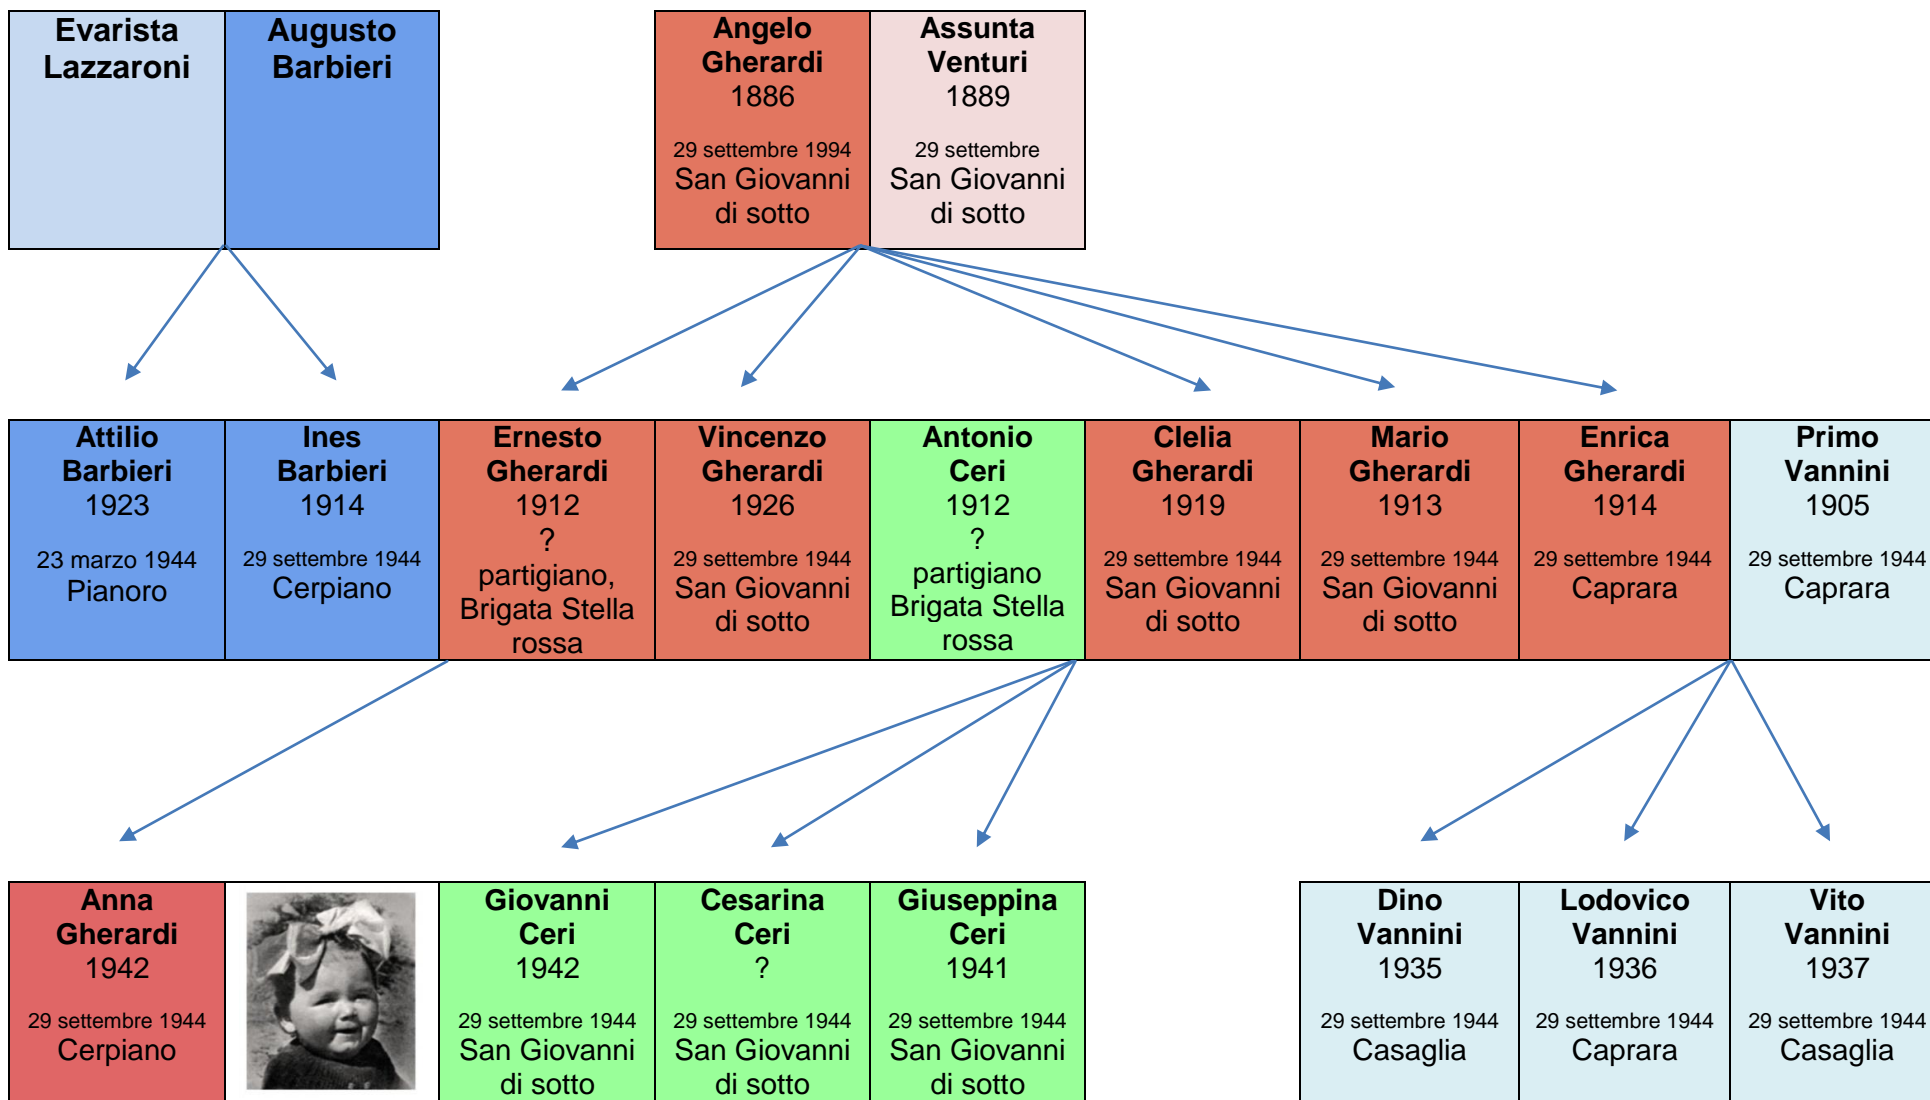 Evarista
Lazzaroni
Augusto
Barbieri
Angelo
Gherardi
1886
29 settembre 1994
San Giovanni
di sotto
Assunta
Venturi
1889
29 settembre
San Giovanni
di sotto
Attilio
Barbieri
1923
23 marzo 1944
Pianoro
Ines
Barbieri
1914
29 settembre 1944
Cerpiano
Ernesto
Gherardi
1912
?
partigiano,
Brigata Stella
rossa
Vincenzo
Gherardi
1926
29 settembre 1944
San Giovanni
di sotto
Antonio
Ceri
1912
?
partigiano
Brigata Stella
rossa
Clelia
Gherardi
1919
29 settembre 1944
San Giovanni
di sotto
Mario
Gherardi
1913
29 settembre 1944
San Giovanni
di sotto
Enrica
Gherardi
1914
29 settembre 1944
Caprara
Primo
Vannini
1905
29 settembre 1944
Caprara
Anna
Gherardi
1942
29 settembre 1944
Cerpiano
Giovanni
Ceri
1942
29 settembre 1944
San Giovanni
di sotto
Cesarina
Ceri
?
29 settembre 1944
San Giovanni
di sotto
Giuseppina
Ceri
1941
29 settembre 1944
San Giovanni
di sotto
Dino
Vannini
1935
29 settembre 1944
Casaglia
Lodovico
Vannini
1936
29 settembre 1944
Caprara
Vito
Vannini
1937
29 settembre 1944
Casaglia